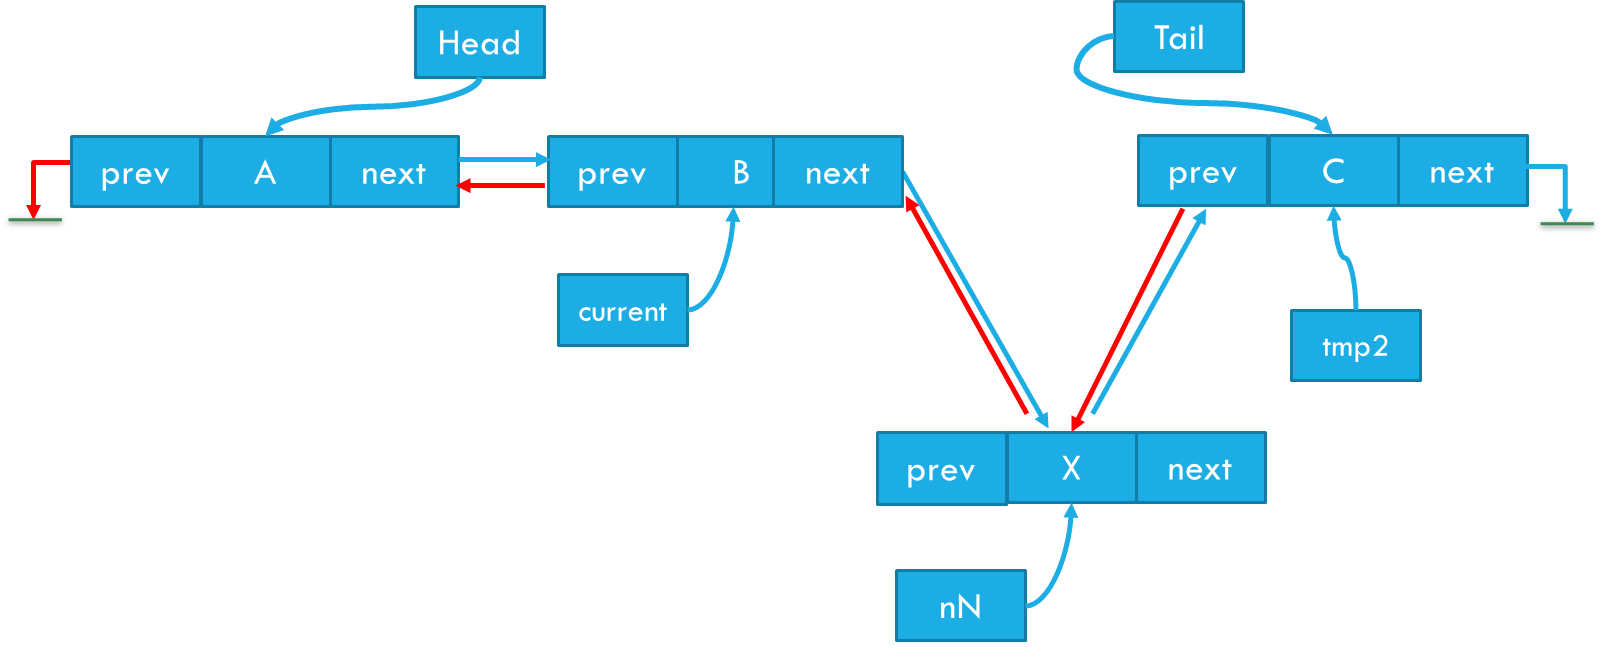 Head
Tail
prev A next
prev B next
prev C next
current
tmp2
prev X next
nN